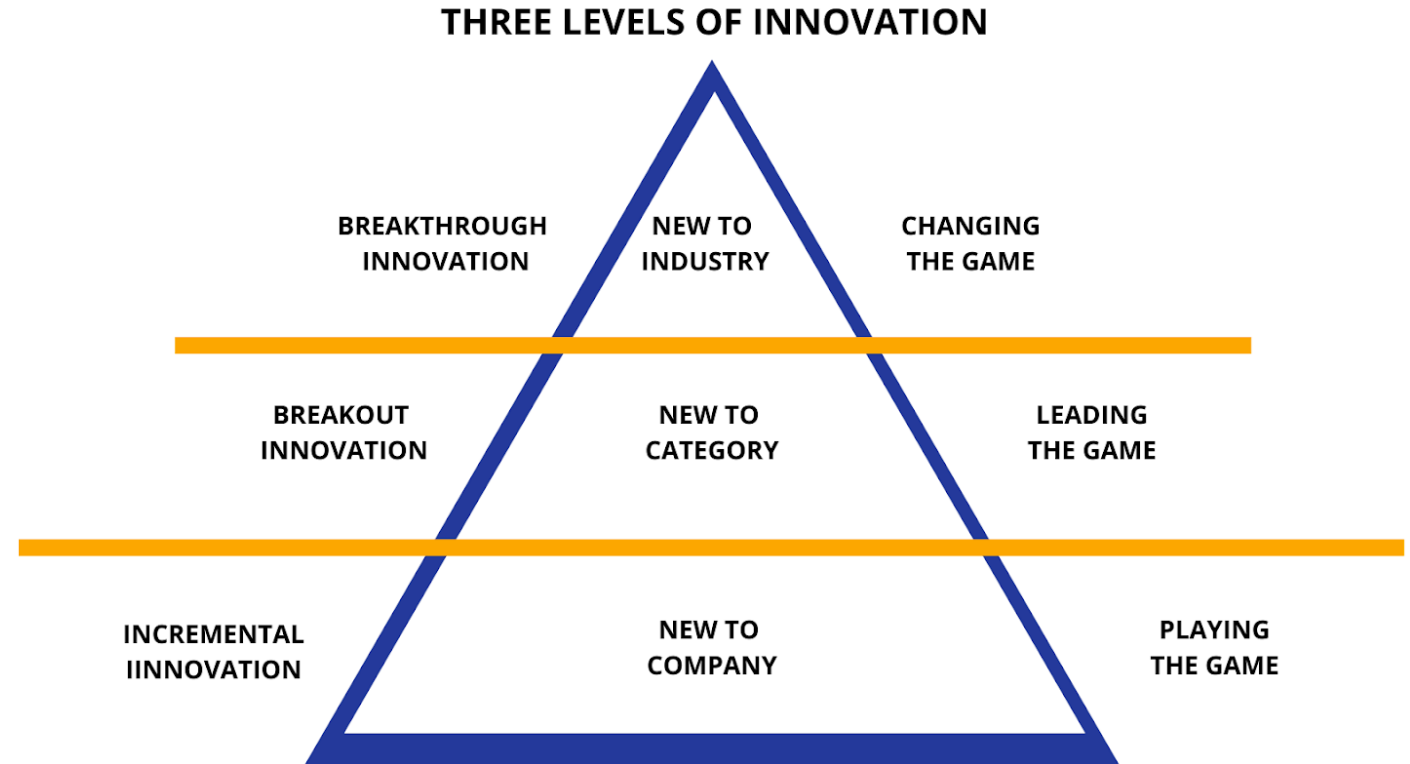 THREE LEVELS OF INNOVATION
BREAKTHROUGH
INNOVATION
NEW TO
INDUSTRY
CHANGING
THE GAME
BREAKOUT
INNOVATION
NEW TO
CATEGORY
LEADING
THE GAME
INCREMENTAL
IINNOVATION
NEW TO
COMPANY
PLAYING
THE GAME